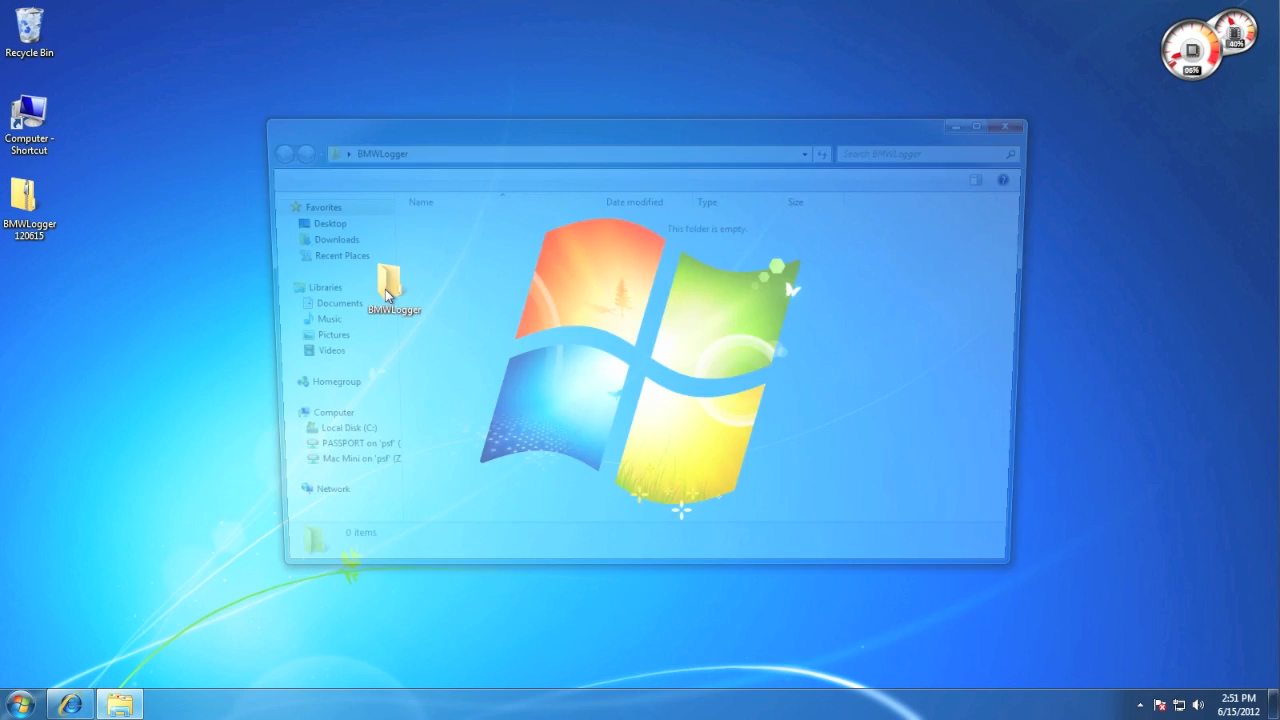 Recycle Bin
Computer -
Shortcut
BMWLogger
120615
40%
96%
BMWLogger
Search BMWLogger
Name
Date modified
Type
Size
This folder is empty.
Favorites
Desktop
Downloads
Recent Places
Libraries
Documents
Music
Pictures
Videos
Homegroup
Computer
Local Disk (C:)
PASSPORT on 'psf' (
Mac Mini on 'psf' (Z
Network
BMWLogger
0 items
2:51 PM
6/15/2012